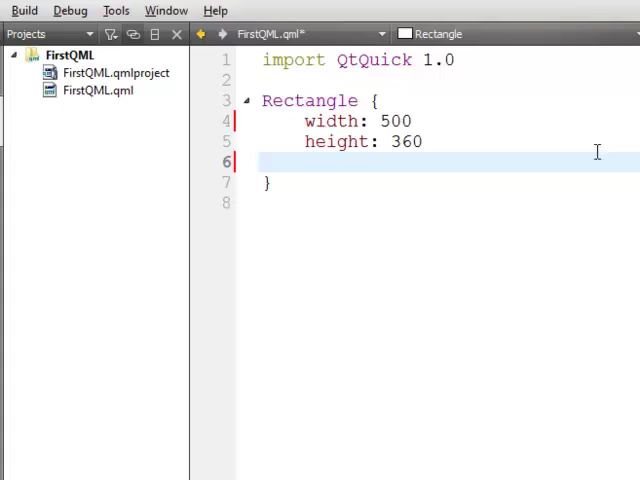 Build Debug Tools Window Help
Projects FirstQML.qml* Rectangle
FirstQML
FirstQML.qmlproject
FirstQML.qml
1 import QtQuick 1.0
2
3 Rectangle {
4 width: 500
5 height: 360
6
7 }
8